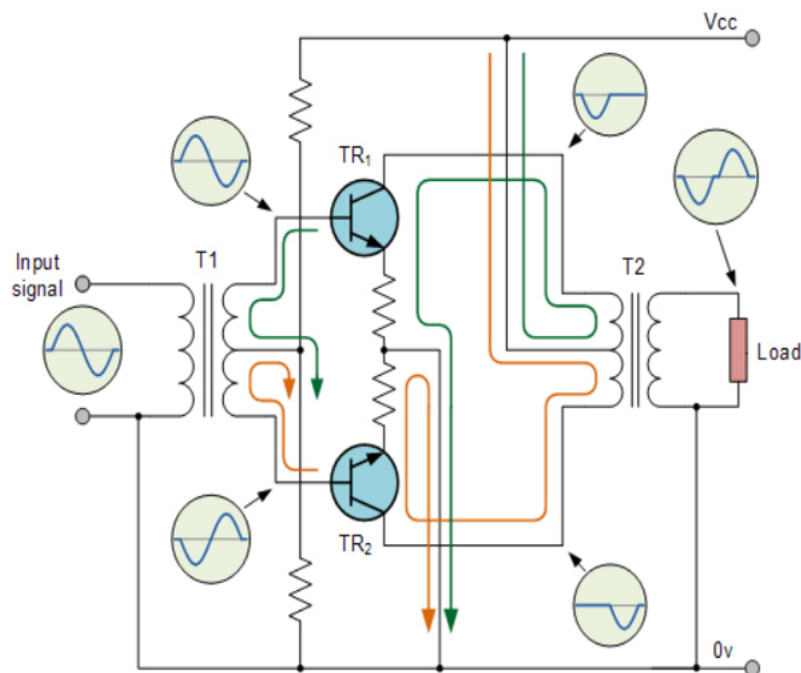 Vcc
TR₁
Input
signal
T1
T2
Load
TR₂
0v